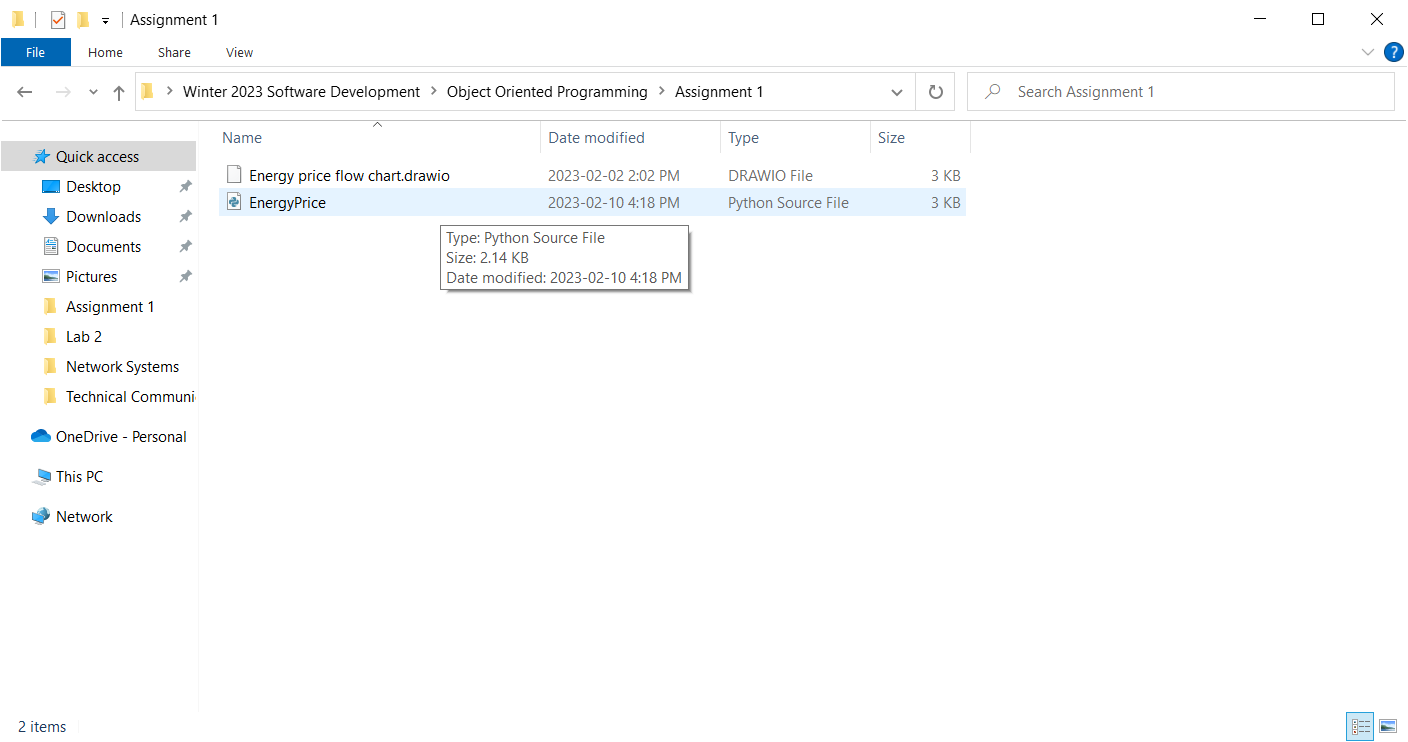 Assignment 1
File Home Share View
Winter 2023 Software Development > Object Oriented Programming > Assignment 1
Search Assignment 1
Name Date modified Type Size
Energy price flow chart.drawio 2023-02-02 2:02 PM DRAWIO File 3 KB
EnergyPrice 2023-02-10 4:18 PM Python Source File 3 KB
Type: Python Source File
Size: 2.14 KB
Date modified: 2023-02-10 4:18 PM
Quick access
Desktop
Downloads
Documents
Pictures
Assignment 1
Lab 2
Network Systems
Technical Communi
OneDrive - Personal
This PC
Network
2 items